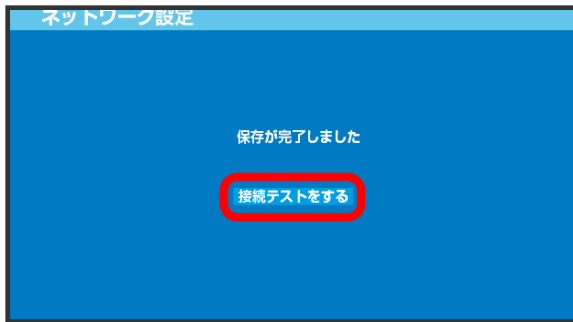 ネットワーク設定
保存が完了しました
接続テストをする